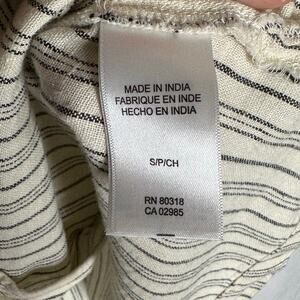 MADE IN INDIA
FABRIQUE EN INDE
HECHO EN INDIA
S/P/CH
RN 80318
CA 02985